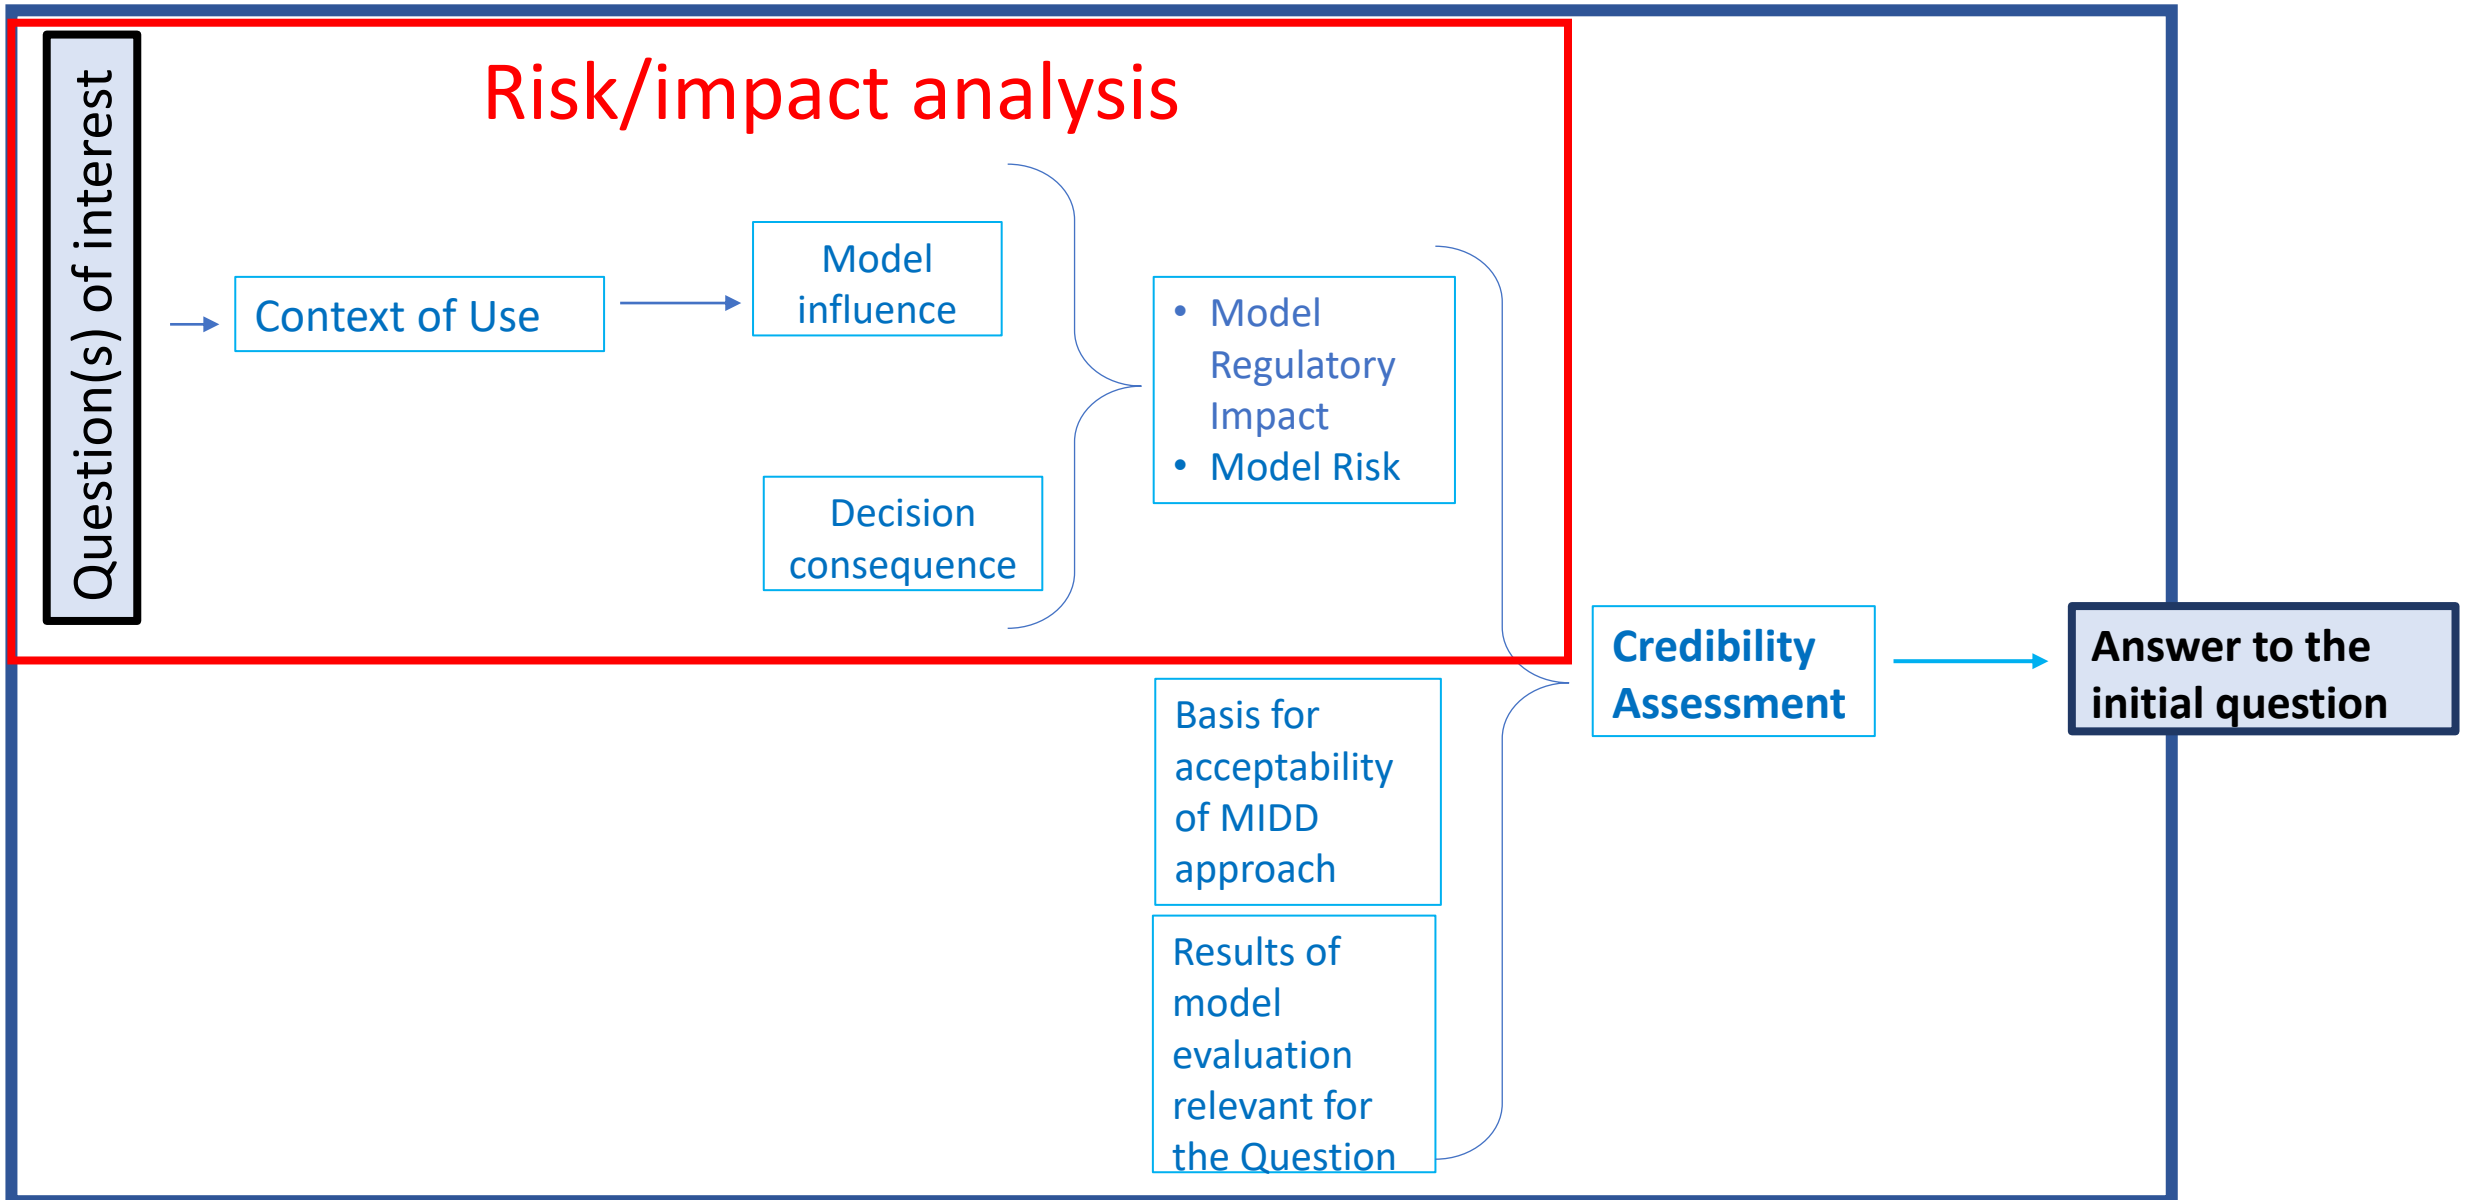 Risk/impact analysis
Question(s) of interest
Context of Use
Model
influence
Decision
consequence
• Model
Regulatory
Impact
• Model Risk
Basis for
acceptability
of MIDD
approach
Results of
model
evaluation
relevant for
the Question
Credibility
Assessment
Answer to the
initial question